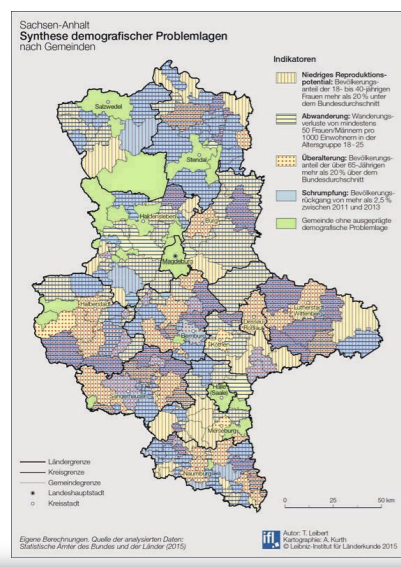 Sachsen-Anhalt
Synthese demografischer Problemlagen
nach Gemeinden
Indikatoren
Niedriges Reproduktions-
potential: Bevölkerungs-
anteil der 18- bis 40-jährigen
Frauen mehr als 20% unter
dem Bundesdurchschnitt
Abwanderung: Wanderungs-
verluste von mindestens
50 Frauen/Männern pro
1000 Einwohnern in der
Altersgruppe 18 - 25
Überalterung: Bevölkerungs-
anteil der über 65-Jährigen
mehr als 20% über dem
Bundesdurchschnitt
Schrumpfung: Bevölkerungs-
rückgang von mehr als 2,5 %
zwischen 2011 und 2013
Gemeinde ohne ausgeprägte
demografische Problemlage
Salzwedel
Stendal
Haldensleben
Magdeburg
Halberstadt
Bernburg
Köthen
Dessau-
Roßlau
Lutherstadt
Wittenberg
Sangerhausen
Halle
(Saale)
Merseburg
Naumburg
Ländergrenze
Kreisgrenze
Gemeindegrenze
Landeshauptstadt
Kreisstadt
0 25 50 km
Eigene Berechnungen. Quelle der analysierten Daten:
Statistische Ämter des Bundes und der Länder (2015)
ifl
Autor: T. Leibert
Kartographie: A. Kurth
© Leibniz-Institut für Länderkunde 2015